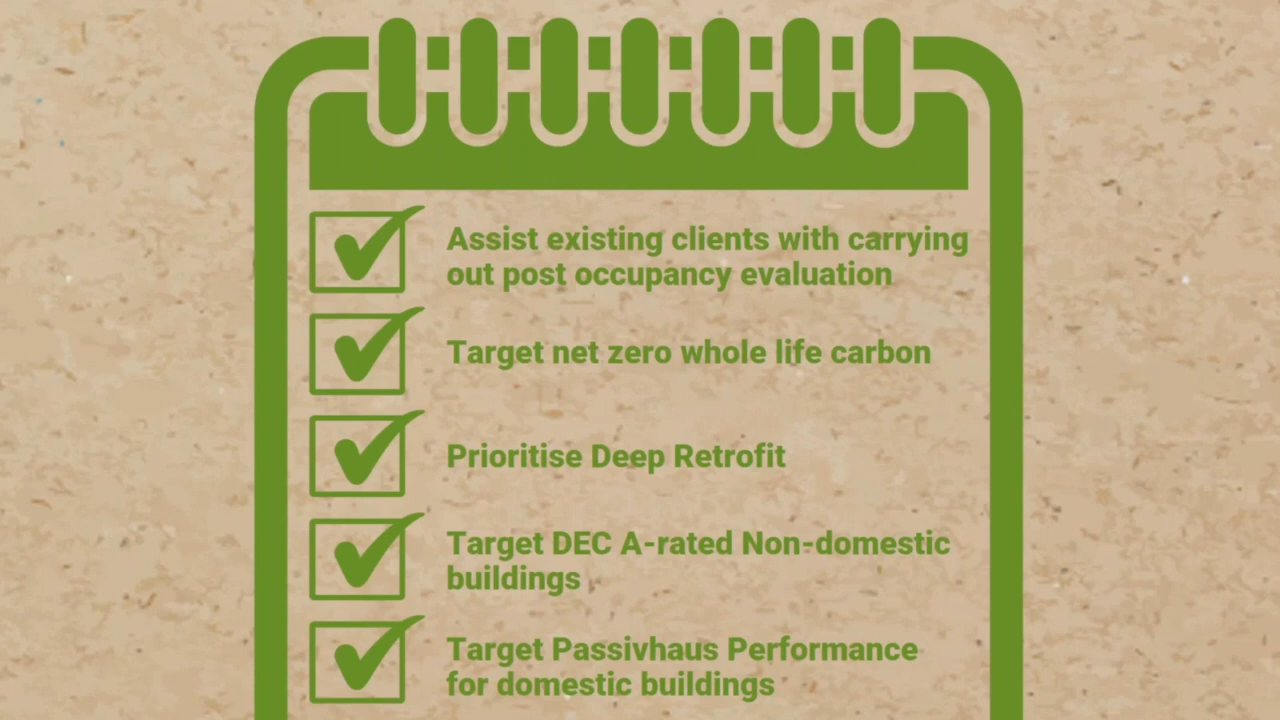 Assist existing clients with carrying
out post occupancy evaluation
Target net zero whole life carbon
Prioritise Deep Retrofit
Target DEC A-rated Non-domestic
buildings
Target Passivhaus Performance
for domestic buildings